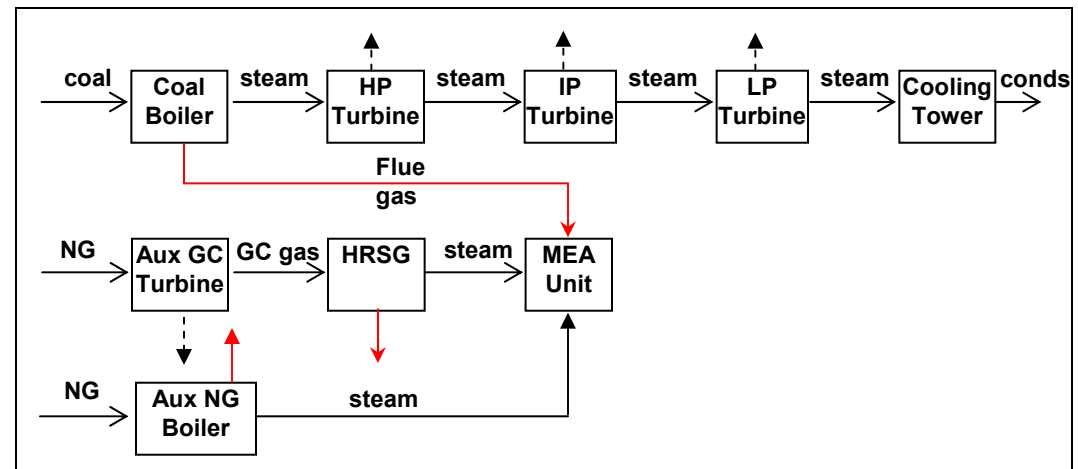 coal
Coal
Boiler
steam
HP
Turbine
steam
IP
Turbine
steam
LP
Turbine
steam
Cooling
Tower
conds
Flue
gas
NG
Aux GC
Turbine
GC gas
HRSG
steam
MEA
Unit
NG
Aux NG
Boiler
steam